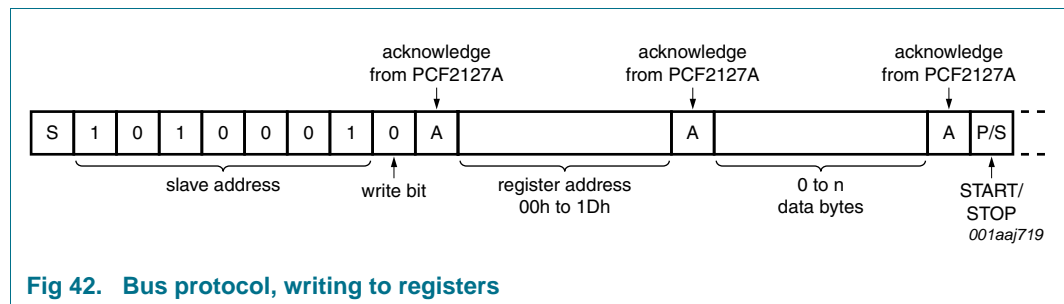 acknowledge
from PCF2127A
acknowledge
from PCF2127A
acknowledge
from PCF2127A
S 1 0 1 0 0 0 1 0 A A A P/S
slave address
write bit
register address
00h to 1Dh
0 to n
data bytes
START/
STOP
001aaj719
Fig 42. Bus protocol, writing to registers